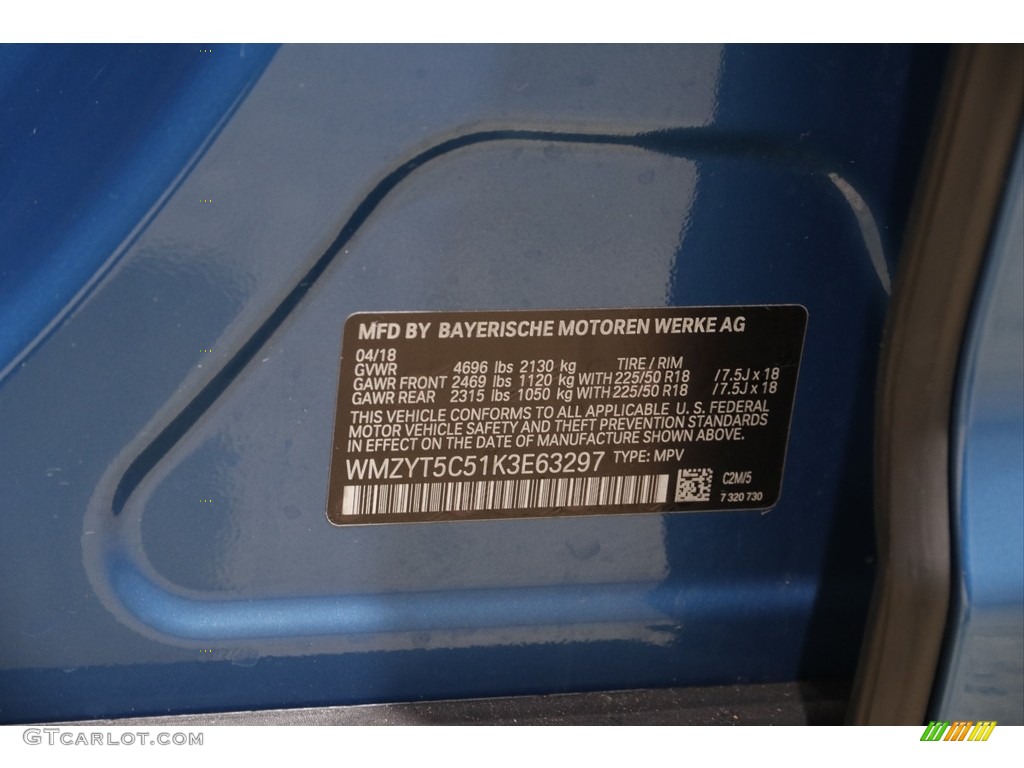 MFD BY BAYERISCHE MOTOREN WERKE AG
04/18
GVWR 4696 lbs 2130 kg TIRE / RIM
GAWR FRONT 2469 lbs 1120 kg WITH 225/50 R18 /7.5J x 18
GAWR REAR 2315 lbs 1050 kg WITH 225/50 R18 /7.5J x 18
THIS VEHICLE CONFORMS TO ALL APPLICABLE U. S. FEDERAL
MOTOR VEHICLE SAFETY AND THEFT PREVENTION STANDARDS
IN EFFECT ON THE DATE OF MANUFACTURE SHOWN ABOVE.
WMZYT5C51K3E63297 TYPE: MPV
C2M/5
7 320 730
GTCarlot.com